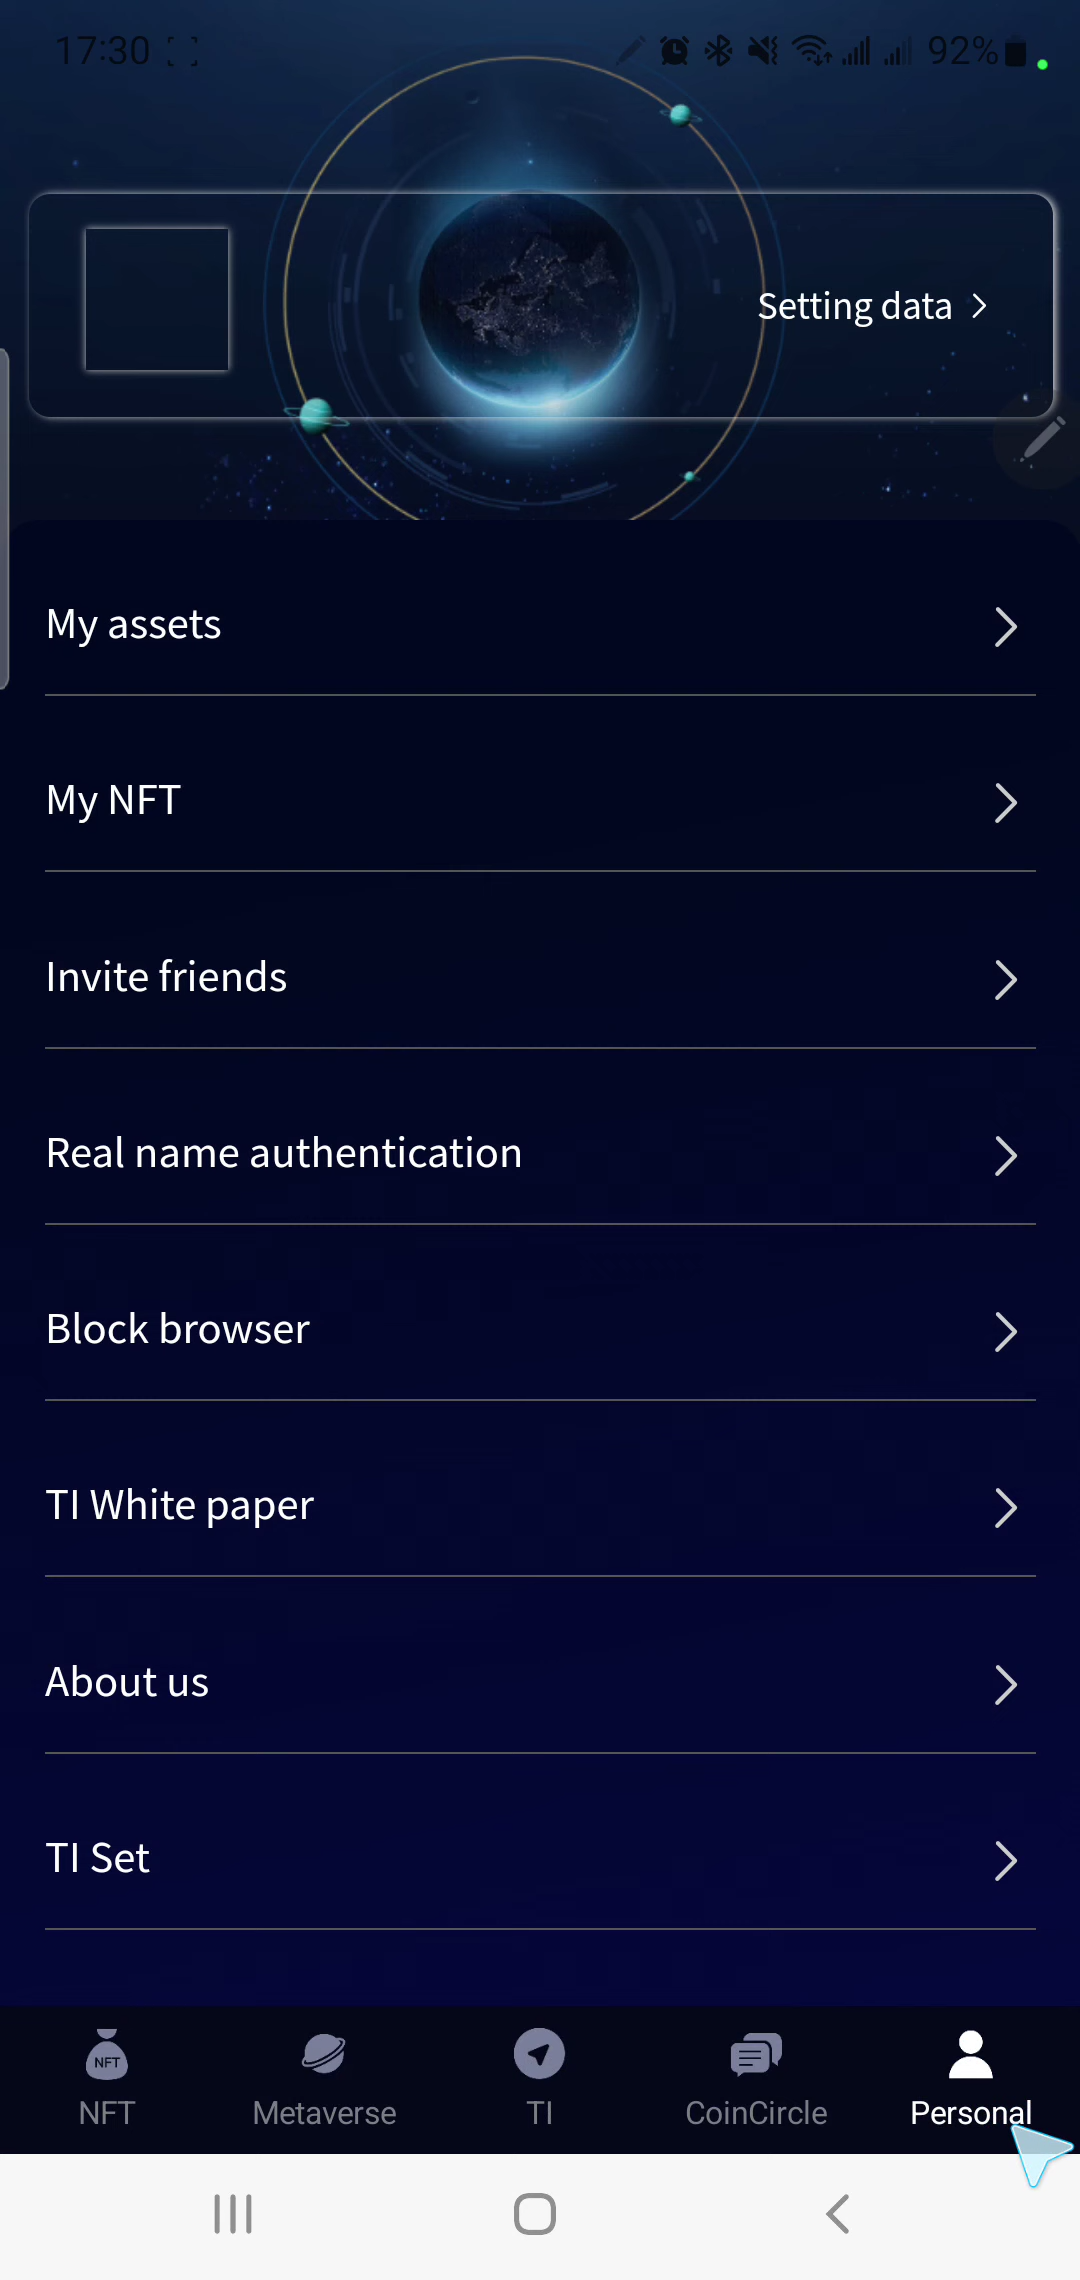 17:30 92%
Setting data
My assets
My NFT
Invite friends
Real name authentication
Block browser
TI White paper
About us
TI Set
NFT
NFT Metaverse TI CoinCircle Personal